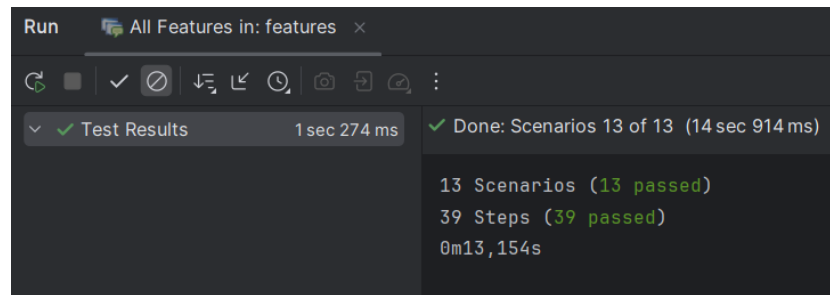 Run All Features in: features
Test Results 1 sec 274 ms
Done: Scenarios 13 of 13 (14 sec 914 ms)
13 Scenarios (13 passed)
39 Steps (39 passed)
0m13,154s